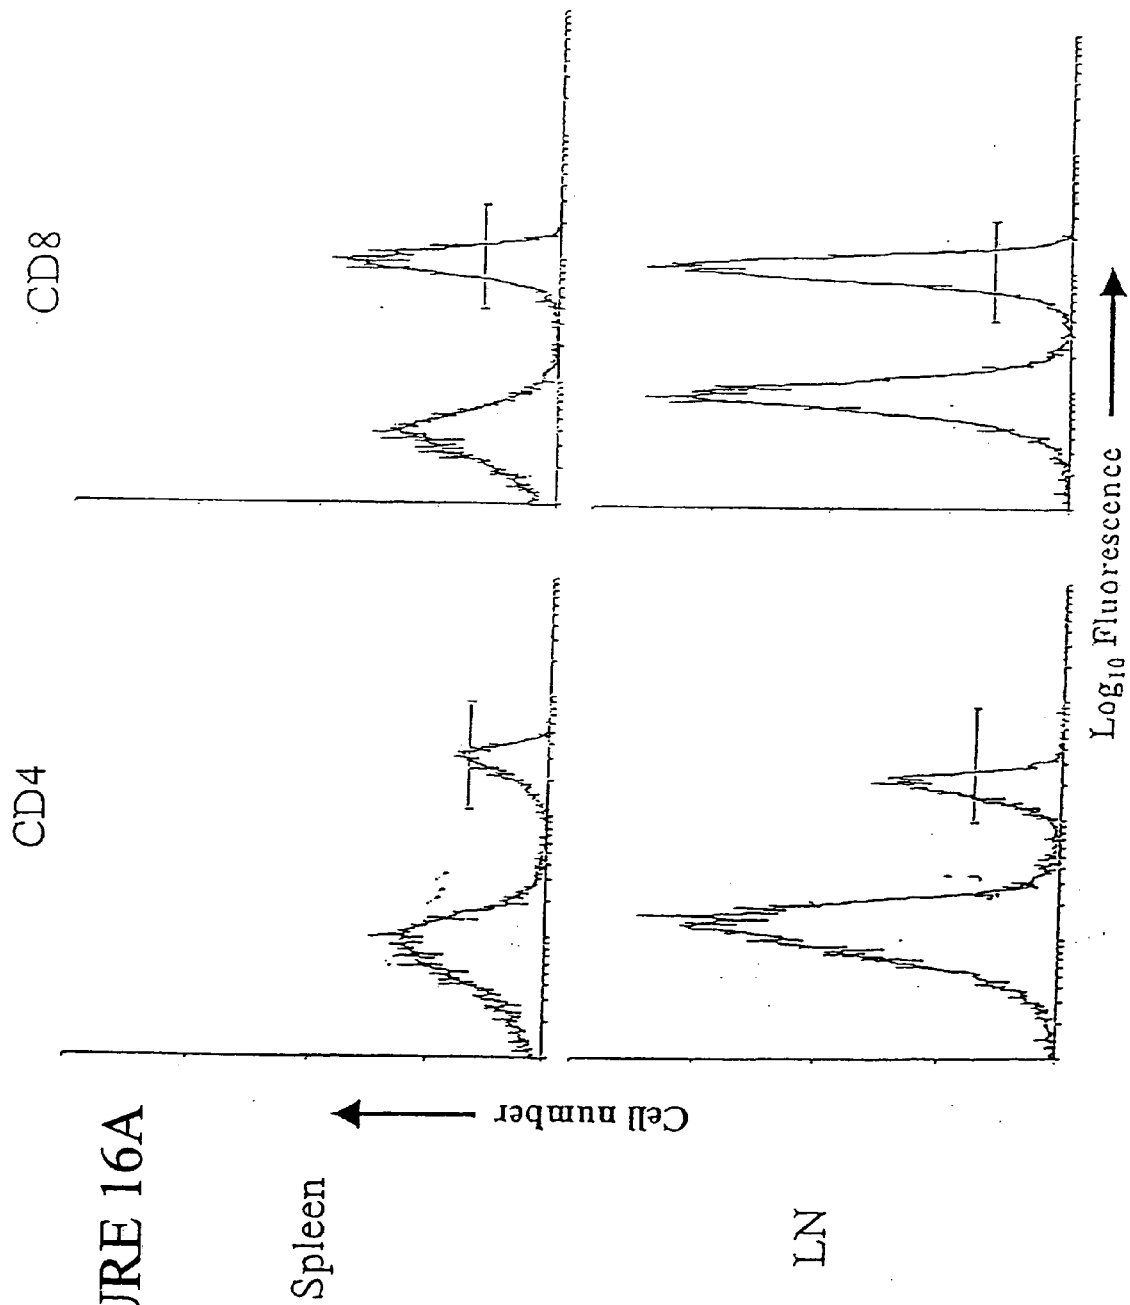 URE 16A
CD4
CD8
Spleen
LN
Cell number
Log₁₀ Fluorescence